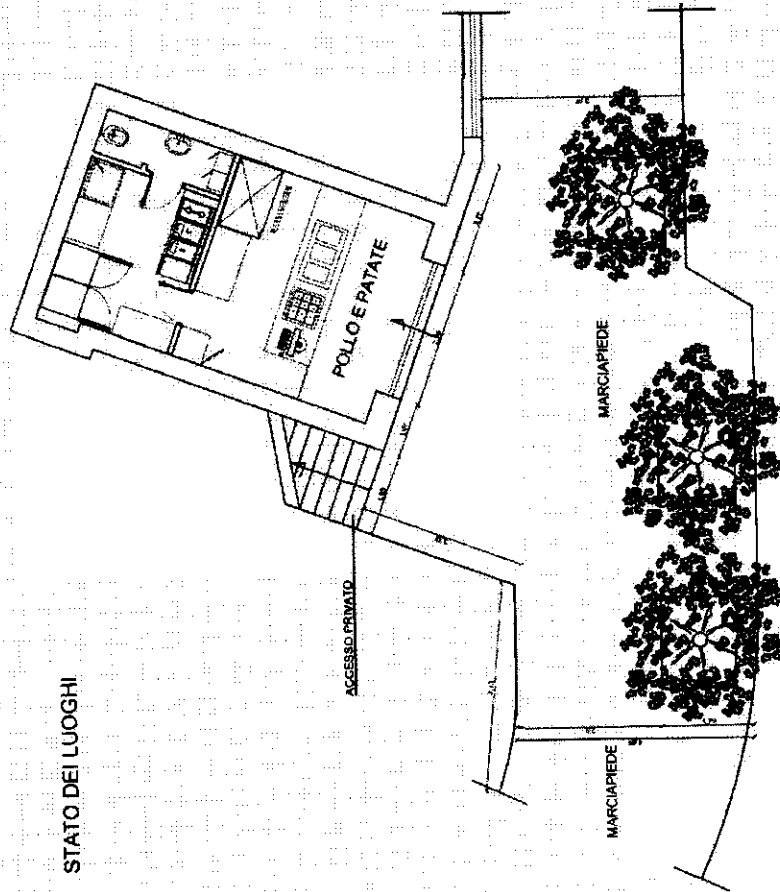 STATO DEI LUOGHI
POLLO E PATATE
ACCESSO PRIVATO
MARCIAPIEDE
MARCIAPIEDE